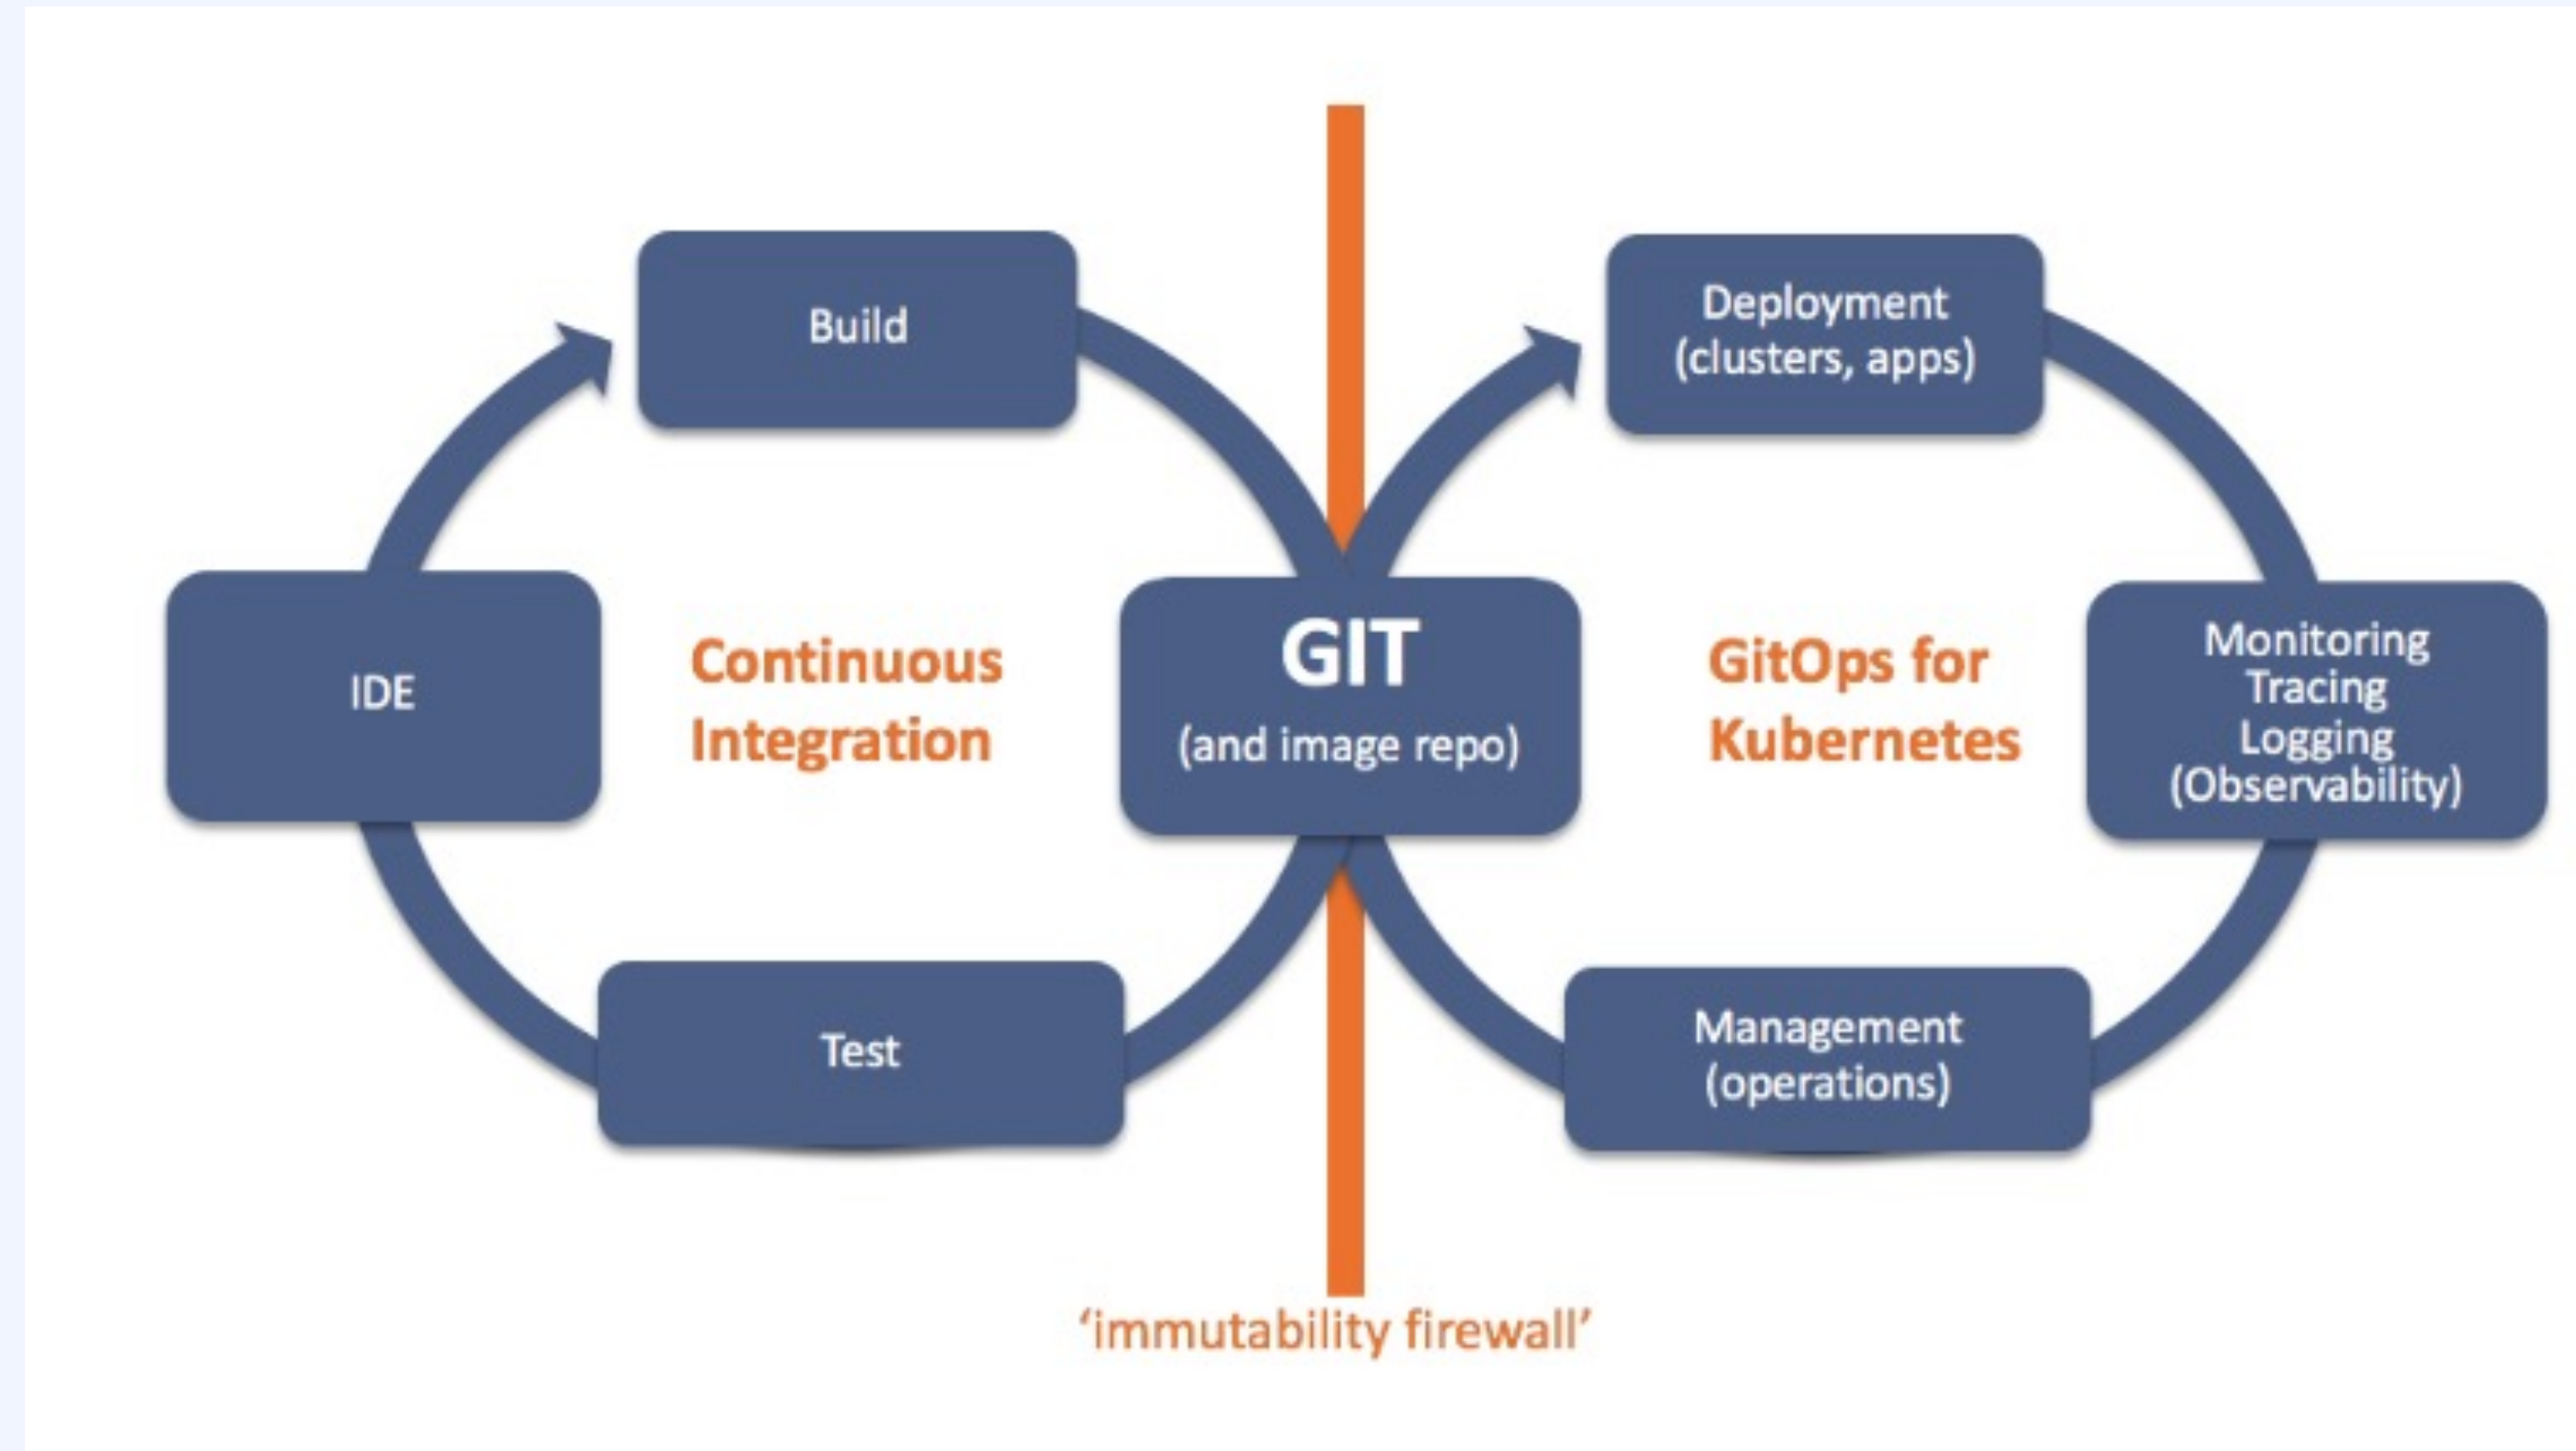 Build
Deployment
(clusters, apps)
IDE
Continuous
Integration
GIT
(and image repo)
GitOps for
Kubernetes
Monitoring
Tracing
Logging
(Observability)
Test
Management
(operations)
‘immutability firewall’